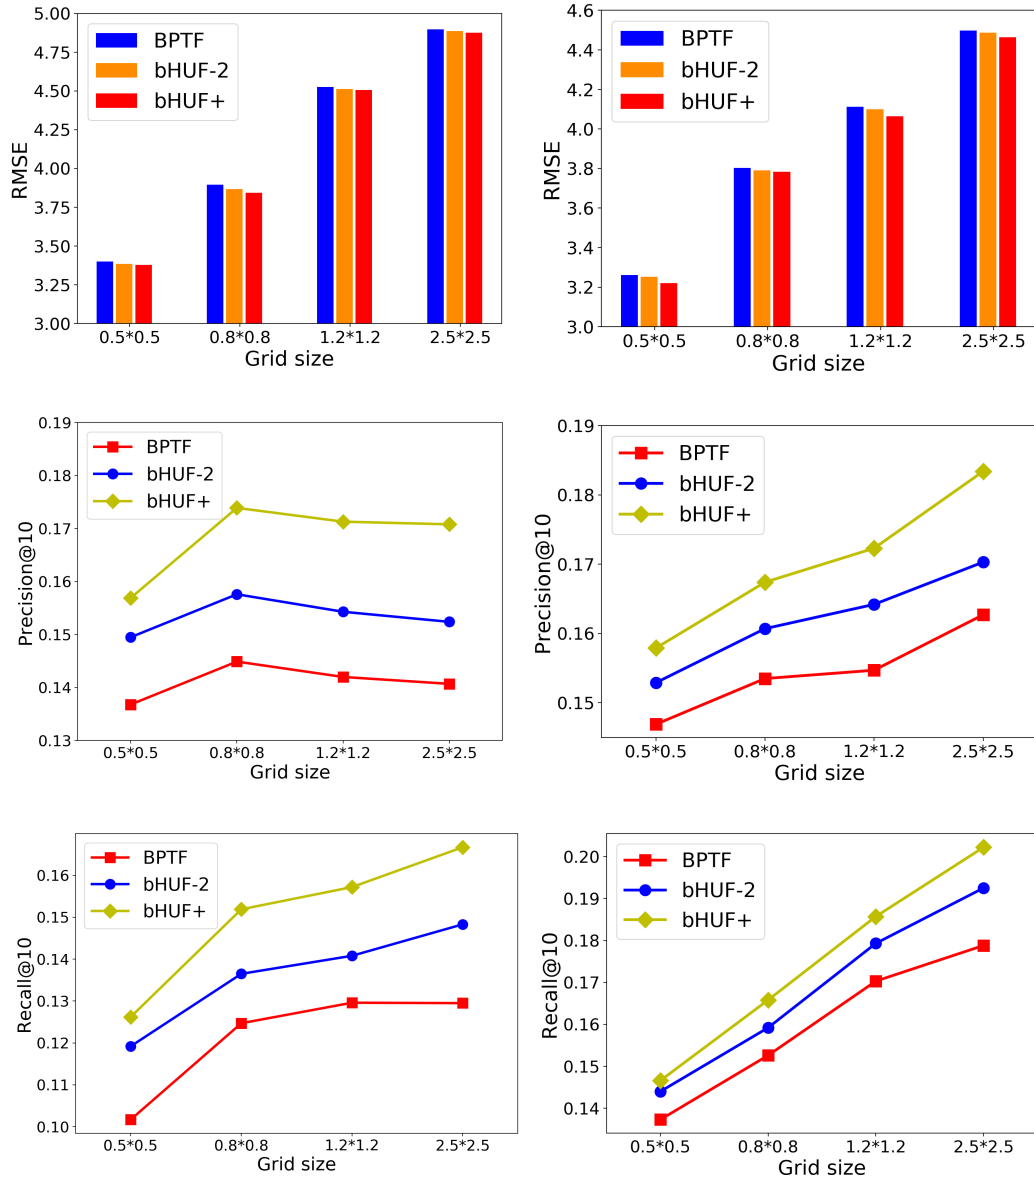 5.00
4.75
4.50
4.25
4.00
3.75
3.50
3.25
3.00
RMSE
BPTF
bHUF-2
bHUF+
0.5*0.5 0.8*0.8 1.2*1.2 2.5*2.5
Grid size
4.6
4.4
4.2
4.0
3.8
3.6
3.4
3.2
3.0
RMSE
BPTF
bHUF-2
bHUF+
0.5*0.5 0.8*0.8 1.2*1.2 2.5*2.5
Grid size
0.19
0.18
0.17
0.16
0.15
0.14
0.13
Precision@10
BPTF
bHUF-2
bHUF+
0.5*0.5 0.8*0.8 1.2*1.2 2.5*2.5
Grid size
0.19
0.18
0.17
0.16
0.15
Precision@10
BPTF
bHUF-2
bHUF+
0.5*0.5 0.8*0.8 1.2*1.2 2.5*2.5
Grid size
0.16
0.15
0.14
0.13
0.12
0.11
0.10
Recall@10
BPTF
bHUF-2
bHUF+
0.5*0.5 0.8*0.8 1.2*1.2 2.5*2.5
Grid size
0.20
0.19
0.18
0.17
0.16
0.15
0.14
Recall@10
BPTF
bHUF-2
bHUF+
0.5*0.5 0.8*0.8 1.2*1.2 2.5*2.5
Grid size